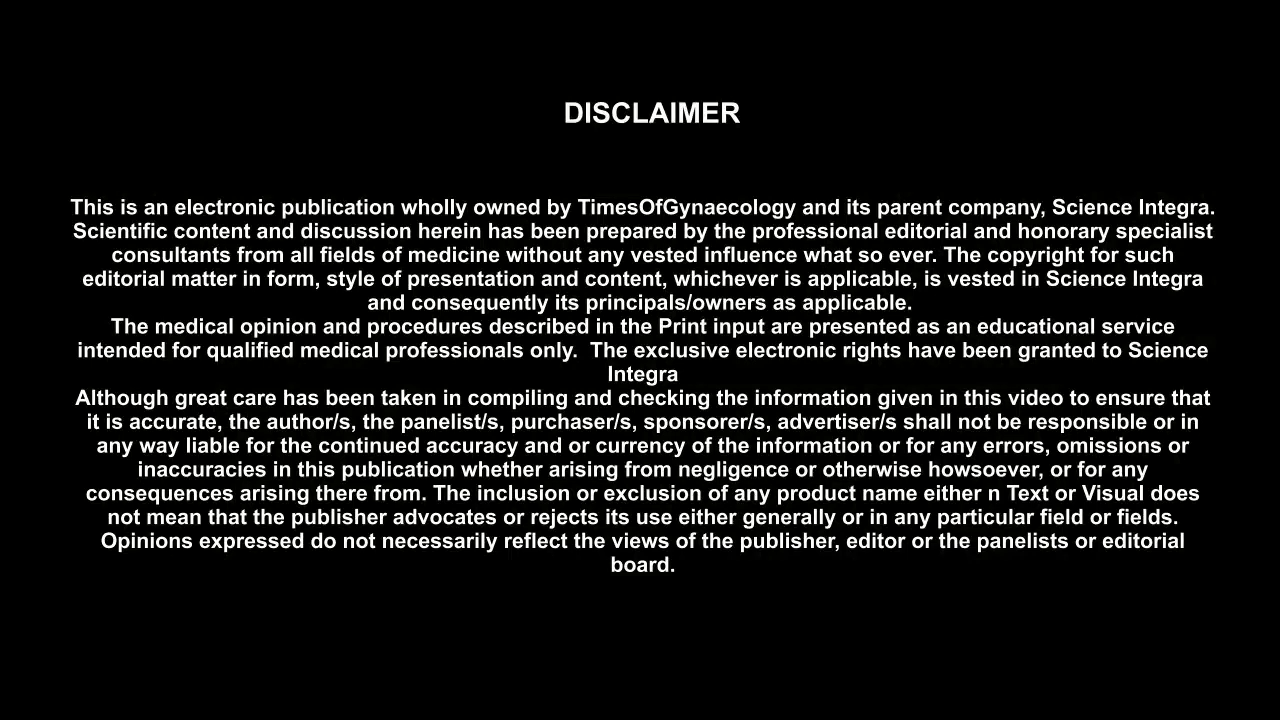 DISCLAIMER
This is an electronic publication wholly owned by TimesOfGynaecology and its parent company, Science Integra.
Scientific content and discussion herein has been prepared by the professional editorial and honorary specialist
consultants from all fields of medicine without any vested influence what so ever. The copyright for such
editorial matter in form, style of presentation and content, whichever is applicable, is vested in Science Integra
and consequently its principals/owners as applicable.
The medical opinion and procedures described in the Print input are presented as an educational service
intended for qualified medical professionals only.  The exclusive electronic rights have been granted to Science
Integra
Although great care has been taken in compiling and checking the information given in this video to ensure that
it is accurate, the author/s, the panelist/s, purchaser/s, sponsorer/s, advertiser/s shall not be responsible or in
any way liable for the continued accuracy and or currency of the information or for any errors, omissions or
inaccuracies in this publication whether arising from negligence or otherwise howsoever, or for any
consequences arising there from. The inclusion or exclusion of any product name either n Text or Visual does
not mean that the publisher advocates or rejects its use either generally or in any particular field or fields.
Opinions expressed do not necessarily reflect the views of the publisher, editor or the panelists or editorial
board.